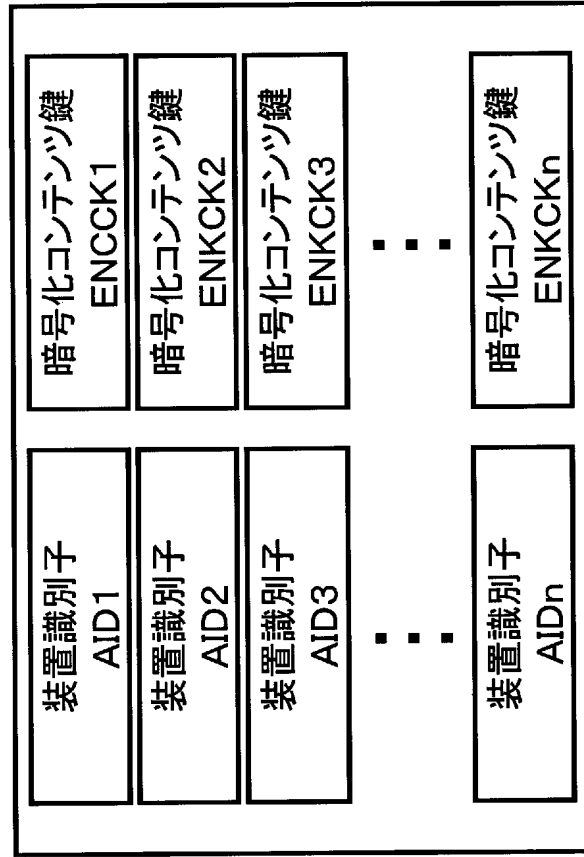 装置識別子
AID1
暗号化コンテンツ鍵
ENCCK1
装置識別子
AID2
暗号化コンテンツ鍵
ENKCK2
装置識別子
AID3
暗号化コンテンツ鍵
ENKCK3
装置識別子
AIDn
暗号化コンテンツ鍵
ENKCKn